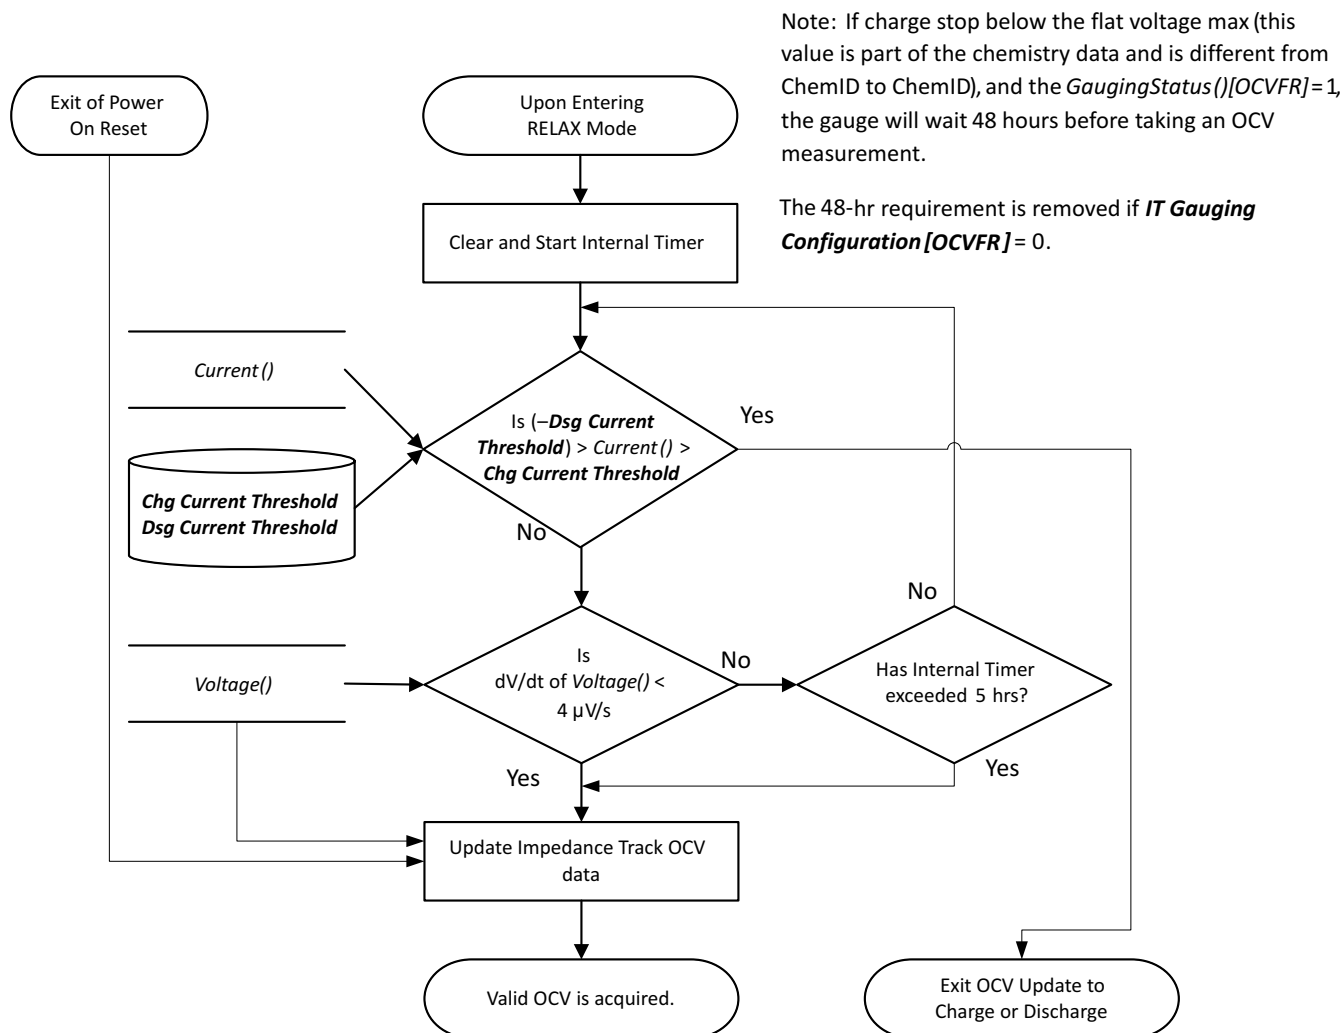 Note: If charge stop below the flat voltage max (this
value is part of the chemistry data and is different from
ChemID to ChemID), and the GaugingStatus()[OCVFR] = 1,
the gauge will wait 48 hours before taking an OCV
measurement.
The 48-hr requirement is removed if IT Gauging
Configuration [OCVFR] = 0.
Exit of Power
On Reset
Upon Entering
RELAX Mode
Clear and Start Internal Timer
Current ()
Chg Current Threshold
Dsg Current Threshold
Is (–Dsg Current
Threshold) > Current() >
Chg Current Threshold
Yes
No
Voltage()
Is
dV/dt of Voltage() <
4 µV/s
No
Yes
Has Internal Timer
exceeded 5 hrs?
No
Yes
Update Impedance Track OCV
data
Valid OCV is acquired.
Exit OCV Update to
Charge or Discharge